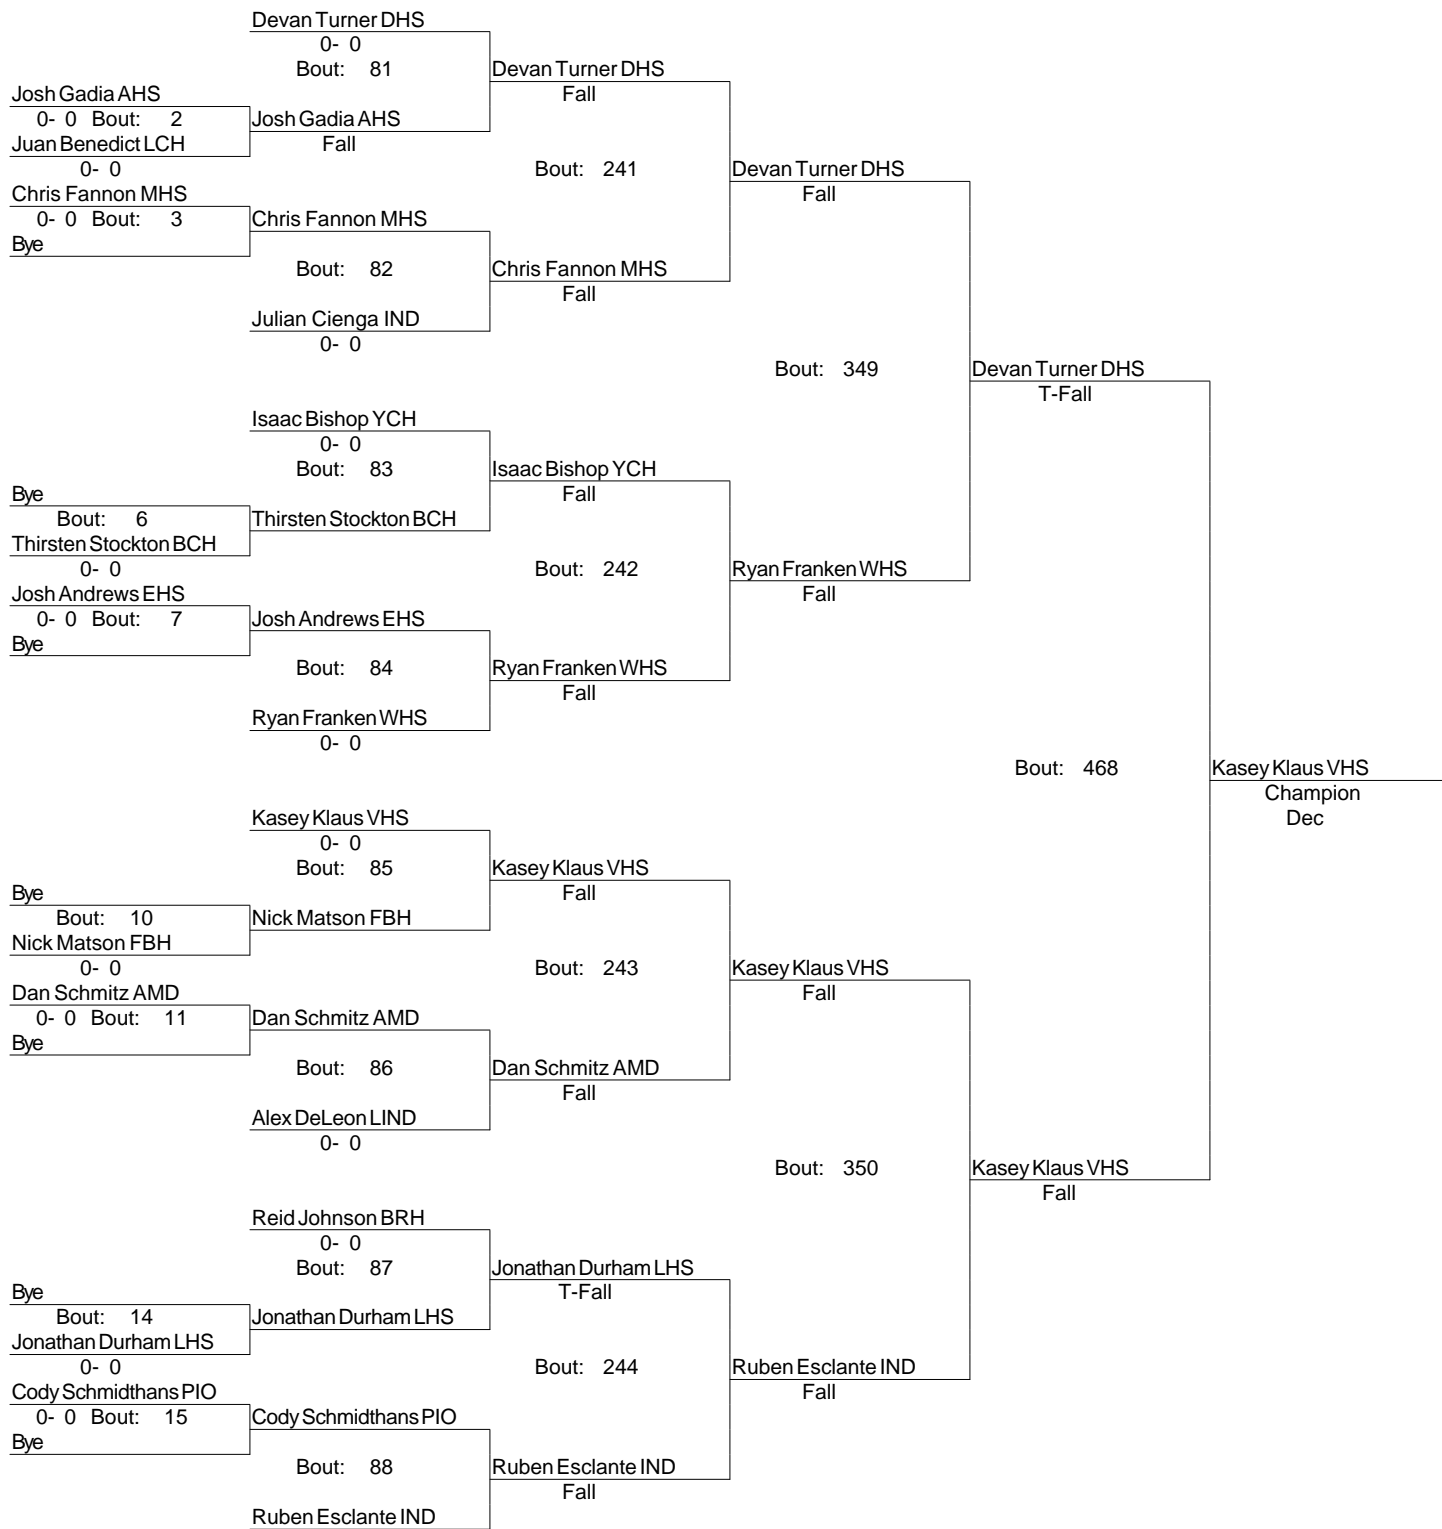 Devan Turner DHS
0- 0
Bout: 81
Devan Turner DHS
Fall
Josh Gadia AHS
0- 0 Bout: 2
Josh Gadia AHS
Juan Benedict LCH
Fall
0- 0
Bout: 241
Devan Turner DHS
Fall
Chris Fannon MHS
0- 0 Bout: 3
Chris Fannon MHS
Bye
Bout: 82
Chris Fannon MHS
Fall
Julian Cienga IND
0- 0
Bout: 349
Devan Turner DHS
T-Fall
Isaac Bishop YCH
0- 0
Bout: 83
Isaac Bishop YCH
Fall
Bye
Bout: 6
Thirsten Stockton BCH
Thirsten Stockton BCH
0- 0
Bout: 242
Ryan Franken WHS
Fall
Josh Andrews EHS
0- 0 Bout: 7
Josh Andrews EHS
Bye
Bout: 84
Ryan Franken WHS
Fall
Ryan Franken WHS
0- 0
Bout: 468
Kasey Klaus VHS
Champion
Dec
Kasey Klaus VHS
0- 0
Bout: 85
Kasey Klaus VHS
Fall
Bye
Bout: 10
Nick Matson FBH
Nick Matson FBH
0- 0
Bout: 243
Kasey Klaus VHS
Fall
Dan Schmitz AMD
0- 0 Bout: 11
Dan Schmitz AMD
Bye
Bout: 86
Dan Schmitz AMD
Fall
Alex DeLeon LIND
0- 0
Bout: 350
Kasey Klaus VHS
Fall
Reid Johnson BRH
0- 0
Bout: 87
Jonathan Durham LHS
T-Fall
Bye
Bout: 14
Jonathan Durham LHS
Jonathan Durham LHS
0- 0
Bout: 244
Ruben Esclante IND
Fall
Cody Schmidthans PIO
0- 0 Bout: 15
Cody Schmidthans PIO
Bye
Bout: 88
Ruben Esclante IND
Fall
Ruben Esclante IND